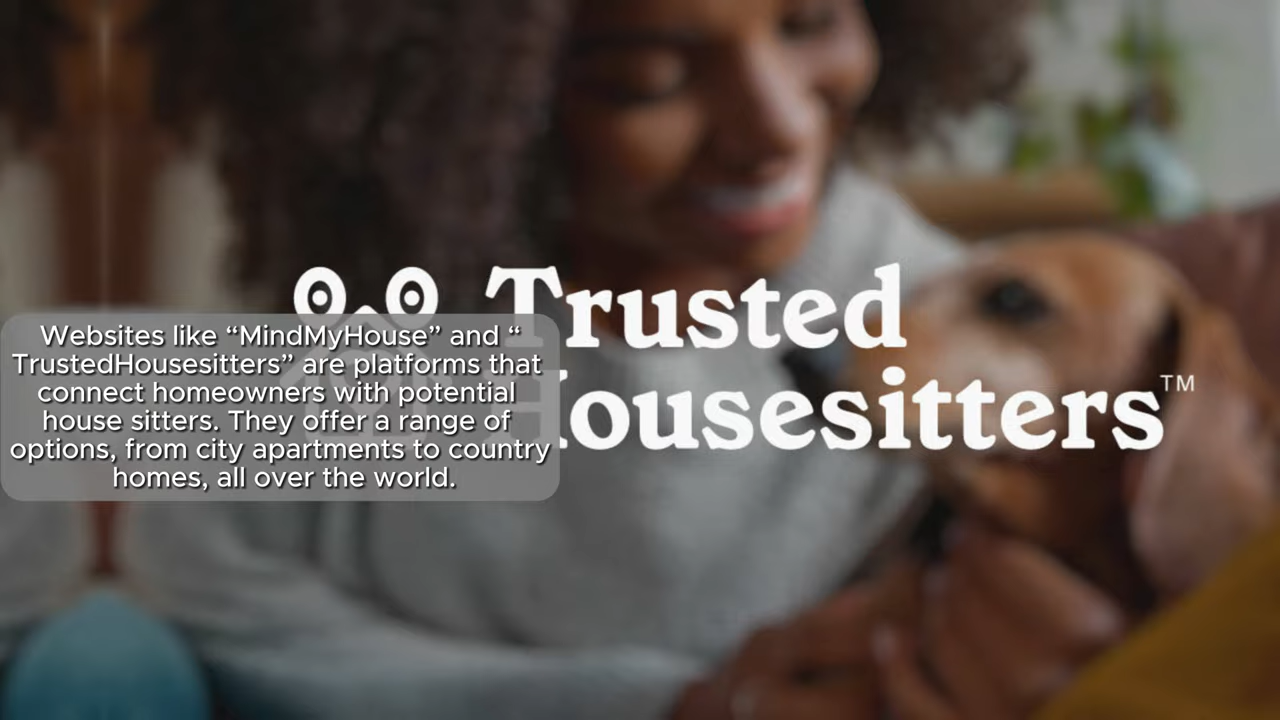 Trusted
Housesitters™
Websites like “MindMyHouse” and “
TrustedHousesitters” are platforms that
connect homeowners with potential
house sitters. They offer a range of
options, from city apartments to country
homes, all over the world.